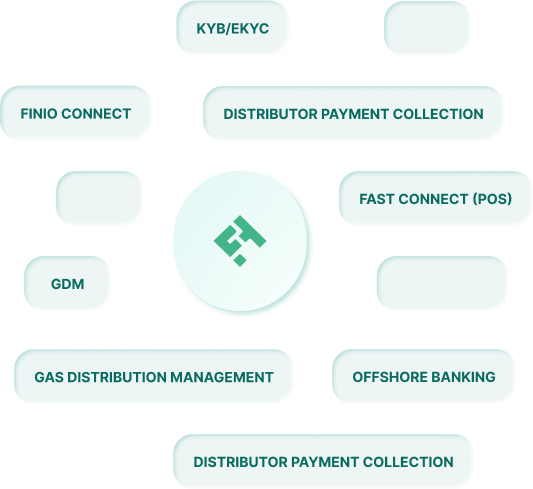 KYB/EKYC
FINIO CONNECT
DISTRIBUTOR PAYMENT COLLECTION
FAST CONNECT (POS)
GDM
GAS DISTRIBUTION MANAGEMENT
OFFSHORE BANKING
DISTRIBUTOR PAYMENT COLLECTION